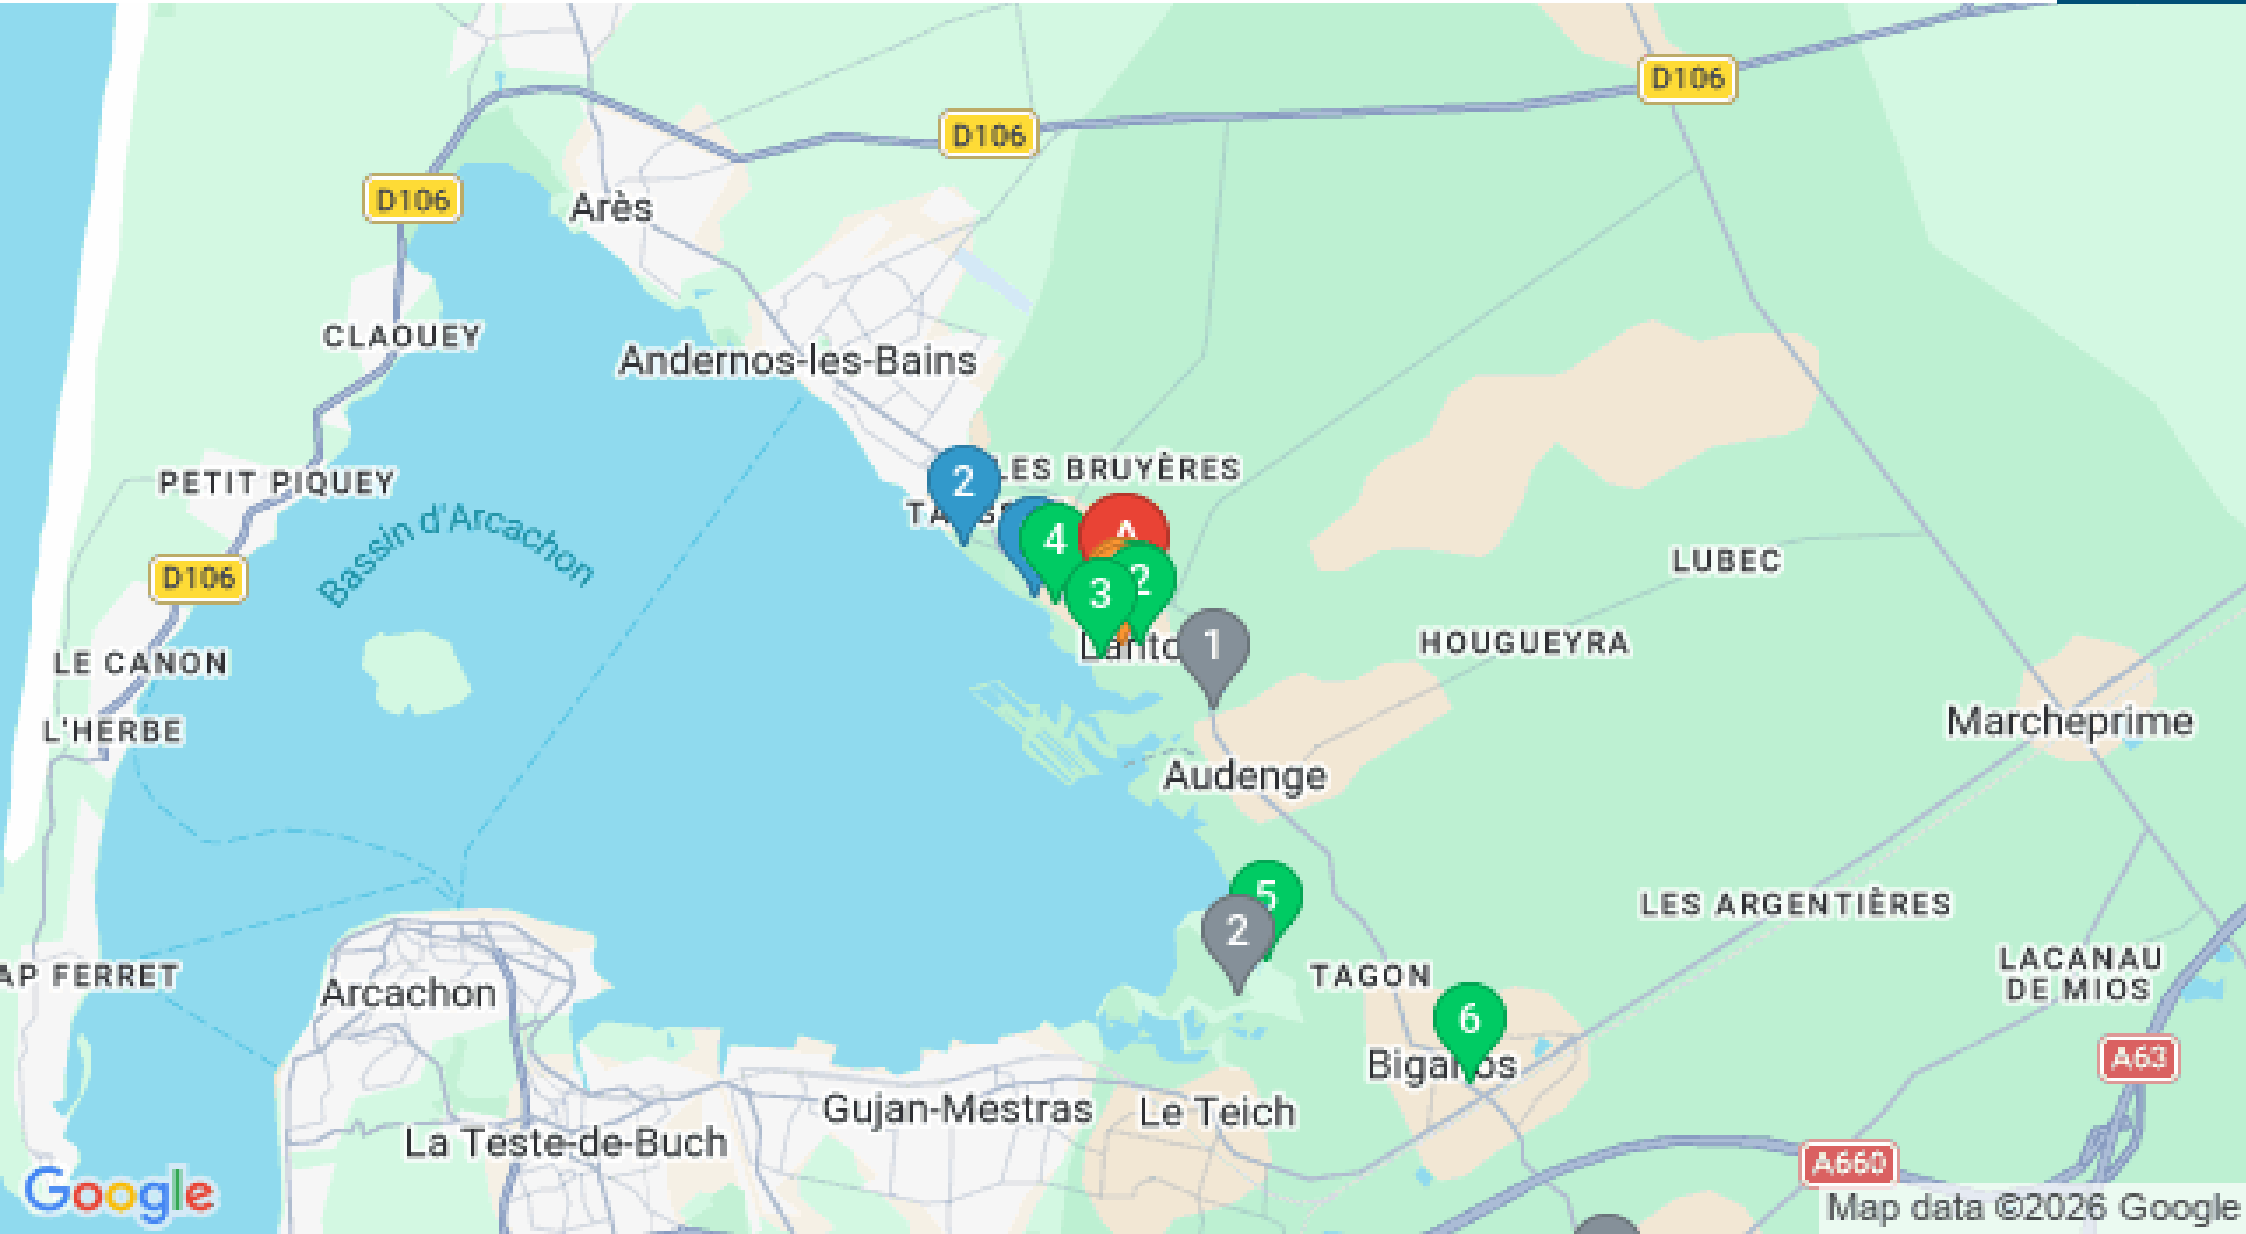 D106
D106
D106
Arès
CLAOUEY
Andernos-les-Bains
PETIT PIQUEY
LES BRUYÈRES
2
Bassin d'Arcachon
4
A
LUBEC
D106
2
3
HOUGUEYRA
1
LE CANON
L'HERBE
Marcheprime
Audenge
5
LES ARGENTIÈRES
2
LACANAU
DE MIOS
AP FERRET
TAGON
Arcachon
6
A63
Gujan-Mestras
Le Teich
La Teste-de-Buch
A660
Google
Map data ©2026 Google